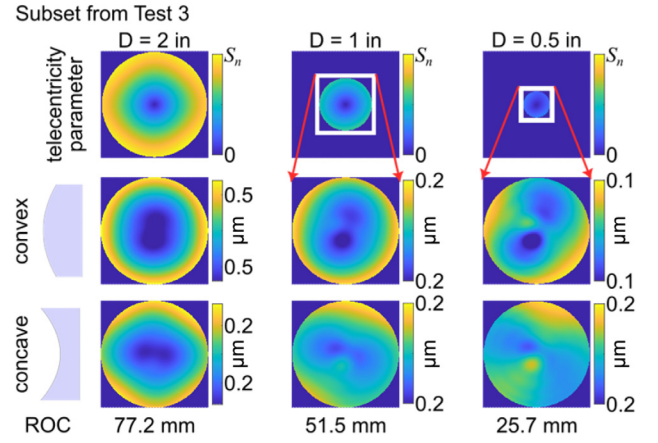 Subset from Test 3
D = 2 in D = 1 in D = 0.5 in
telecentricity
parameter
Sn 0 Sn 0 Sn 0
convex
0.5 μm 0.5 0.2 μm 0.2 0.1 μm 0.1
concave
0.2 μm 0.2 0.2 μm 0.2 0.2 μm 0.2
ROC 77.2 mm 51.5 mm 25.7 mm